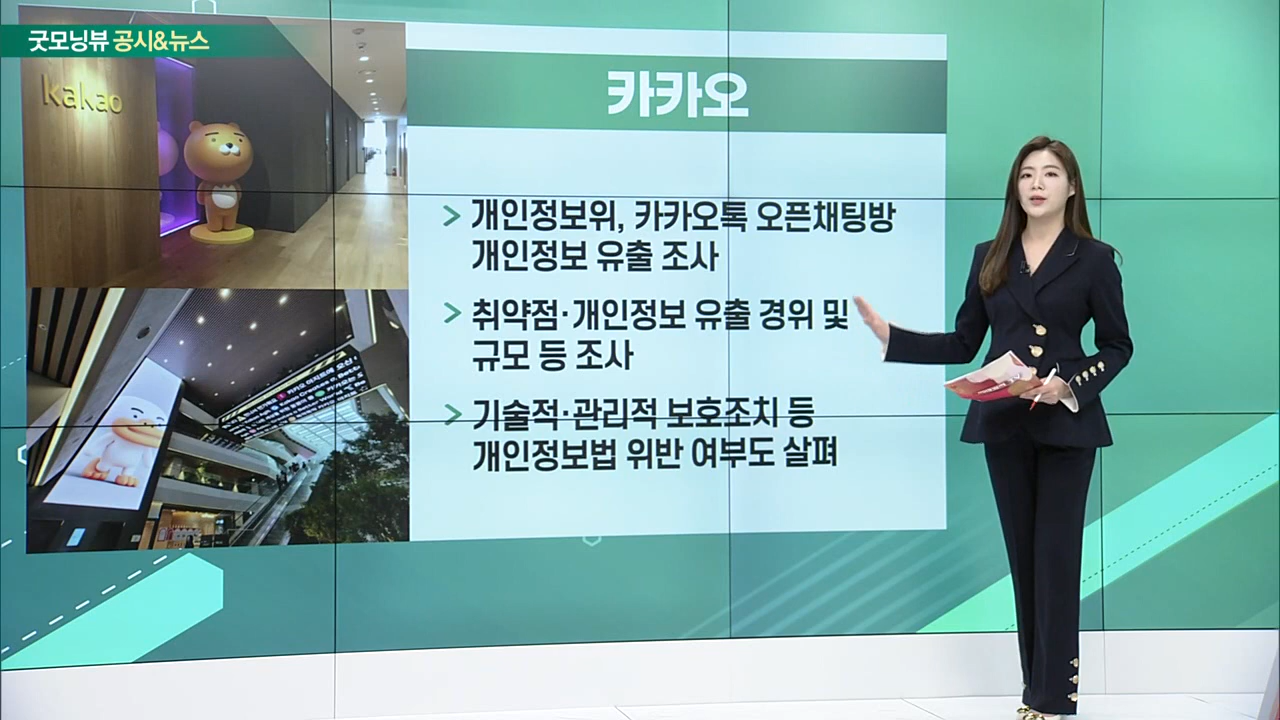 굿모닝뷰 공시&뉴스
kakao
카카오
> 개인정보위, 카카오톡 오픈채팅방
개인정보 유출 조사
> 취약점·개인정보 유출 경위 및
규모 등 조사
> 기술적·관리적 보호조치 등
개인정보법 위반 여부도 살펴